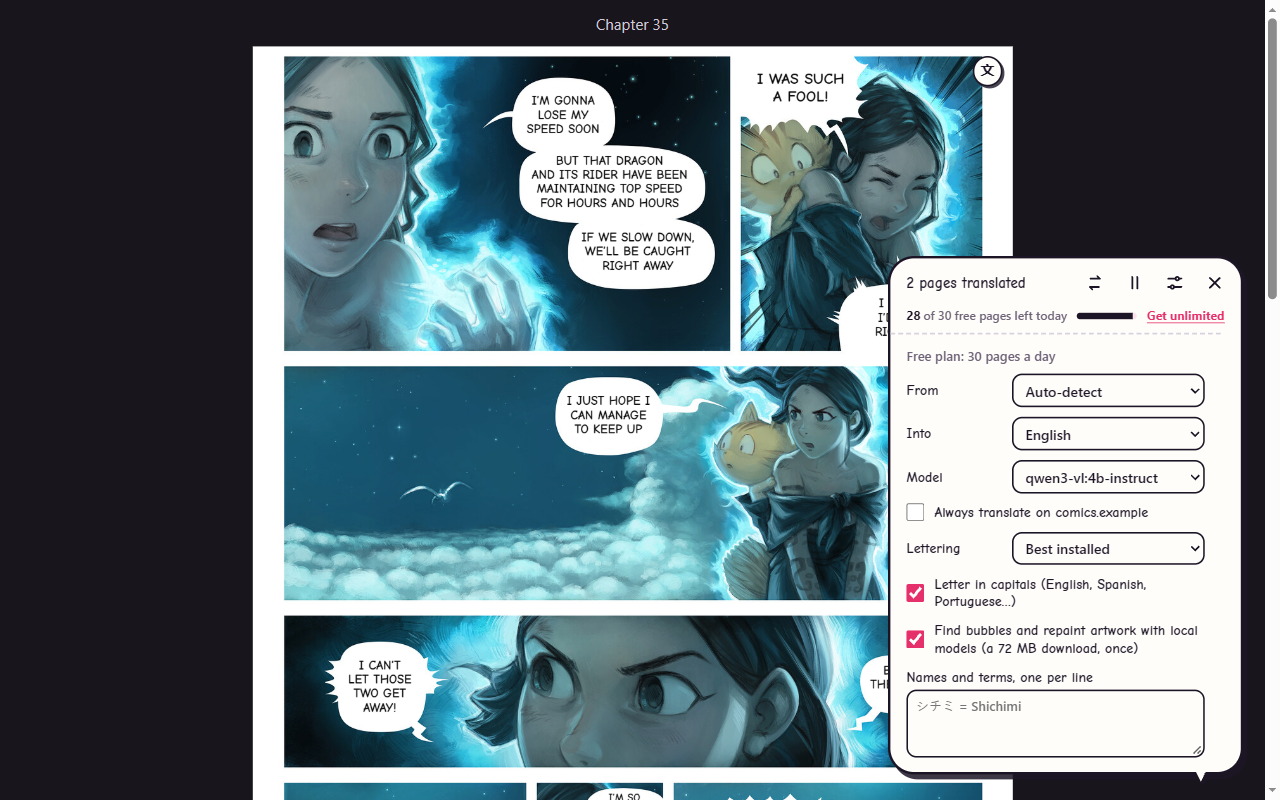 Chapter 35
I'M GONNA
LOSE MY
SPEED SOON
BUT THAT DRAGON
AND ITS RIDER HAVE BEEN
MAINTAINING TOP SPEED
FOR HOURS AND HOURS
IF WE SLOW DOWN,
WE'LL BE CAUGHT
RIGHT AWAY
I WAS SUCH
A FOOL!
文
I
I JUST HOPE I
CAN MANAGE
TO KEEP UP
I CAN'T
LET THOSE
TWO GET
AWAY!
I'M SO
2 pages translated
28 of 30 free pages left today
Get unlimited
Free plan: 30 pages a day
From
Auto-detect
Into
English
Model
qwen3-vl:4b-instruct
Always translate on comics.example
Lettering
Best installed
Letter in capitals (English, Spanish,
Portuguese...)
Find bubbles and repaint artwork with local
models (a 72 MB download, once)
Names and terms, one per line
シチミ = Shichimi